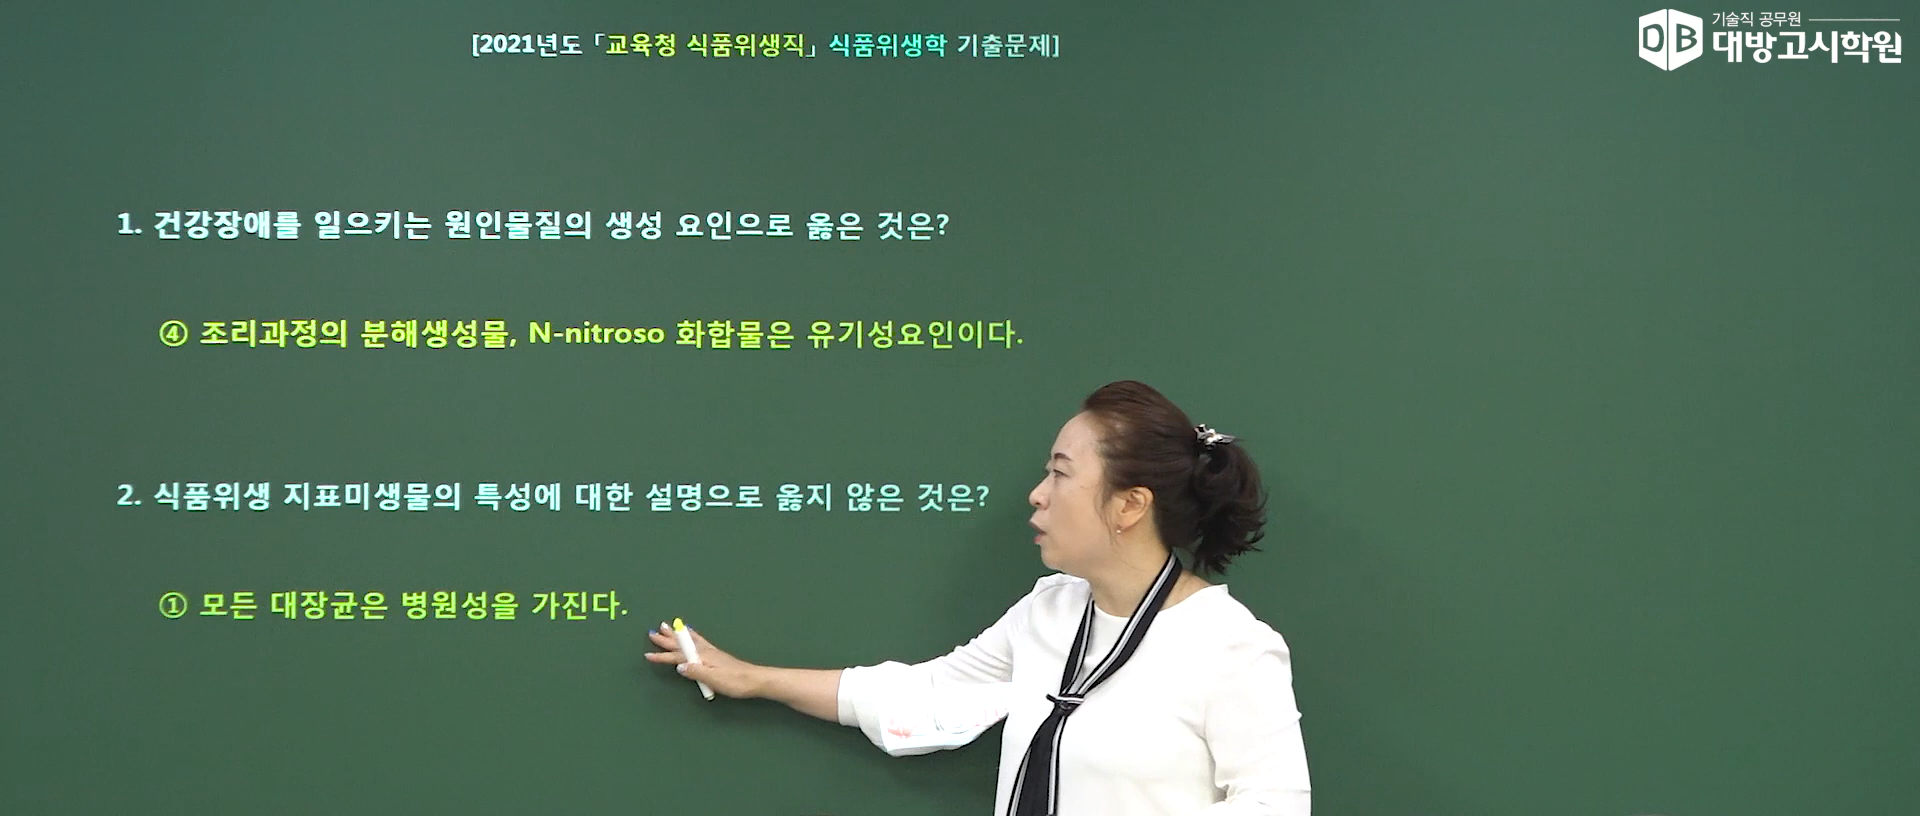 [2021년도 「교육청 식품위생직」 식품위생학 기출문제]
기술직 공무원
DB 대방고시학원
1. 건강장애를 일으키는 원인물질의 생성 요인으로 옳은 것은?
④ 조리과정의 분해생성물, N-nitroso 화합물은 유기성요인이다.
2. 식품위생 지표미생물의 특성에 대한 설명으로 옳지 않은 것은?
① 모든 대장균은 병원성을 가진다.